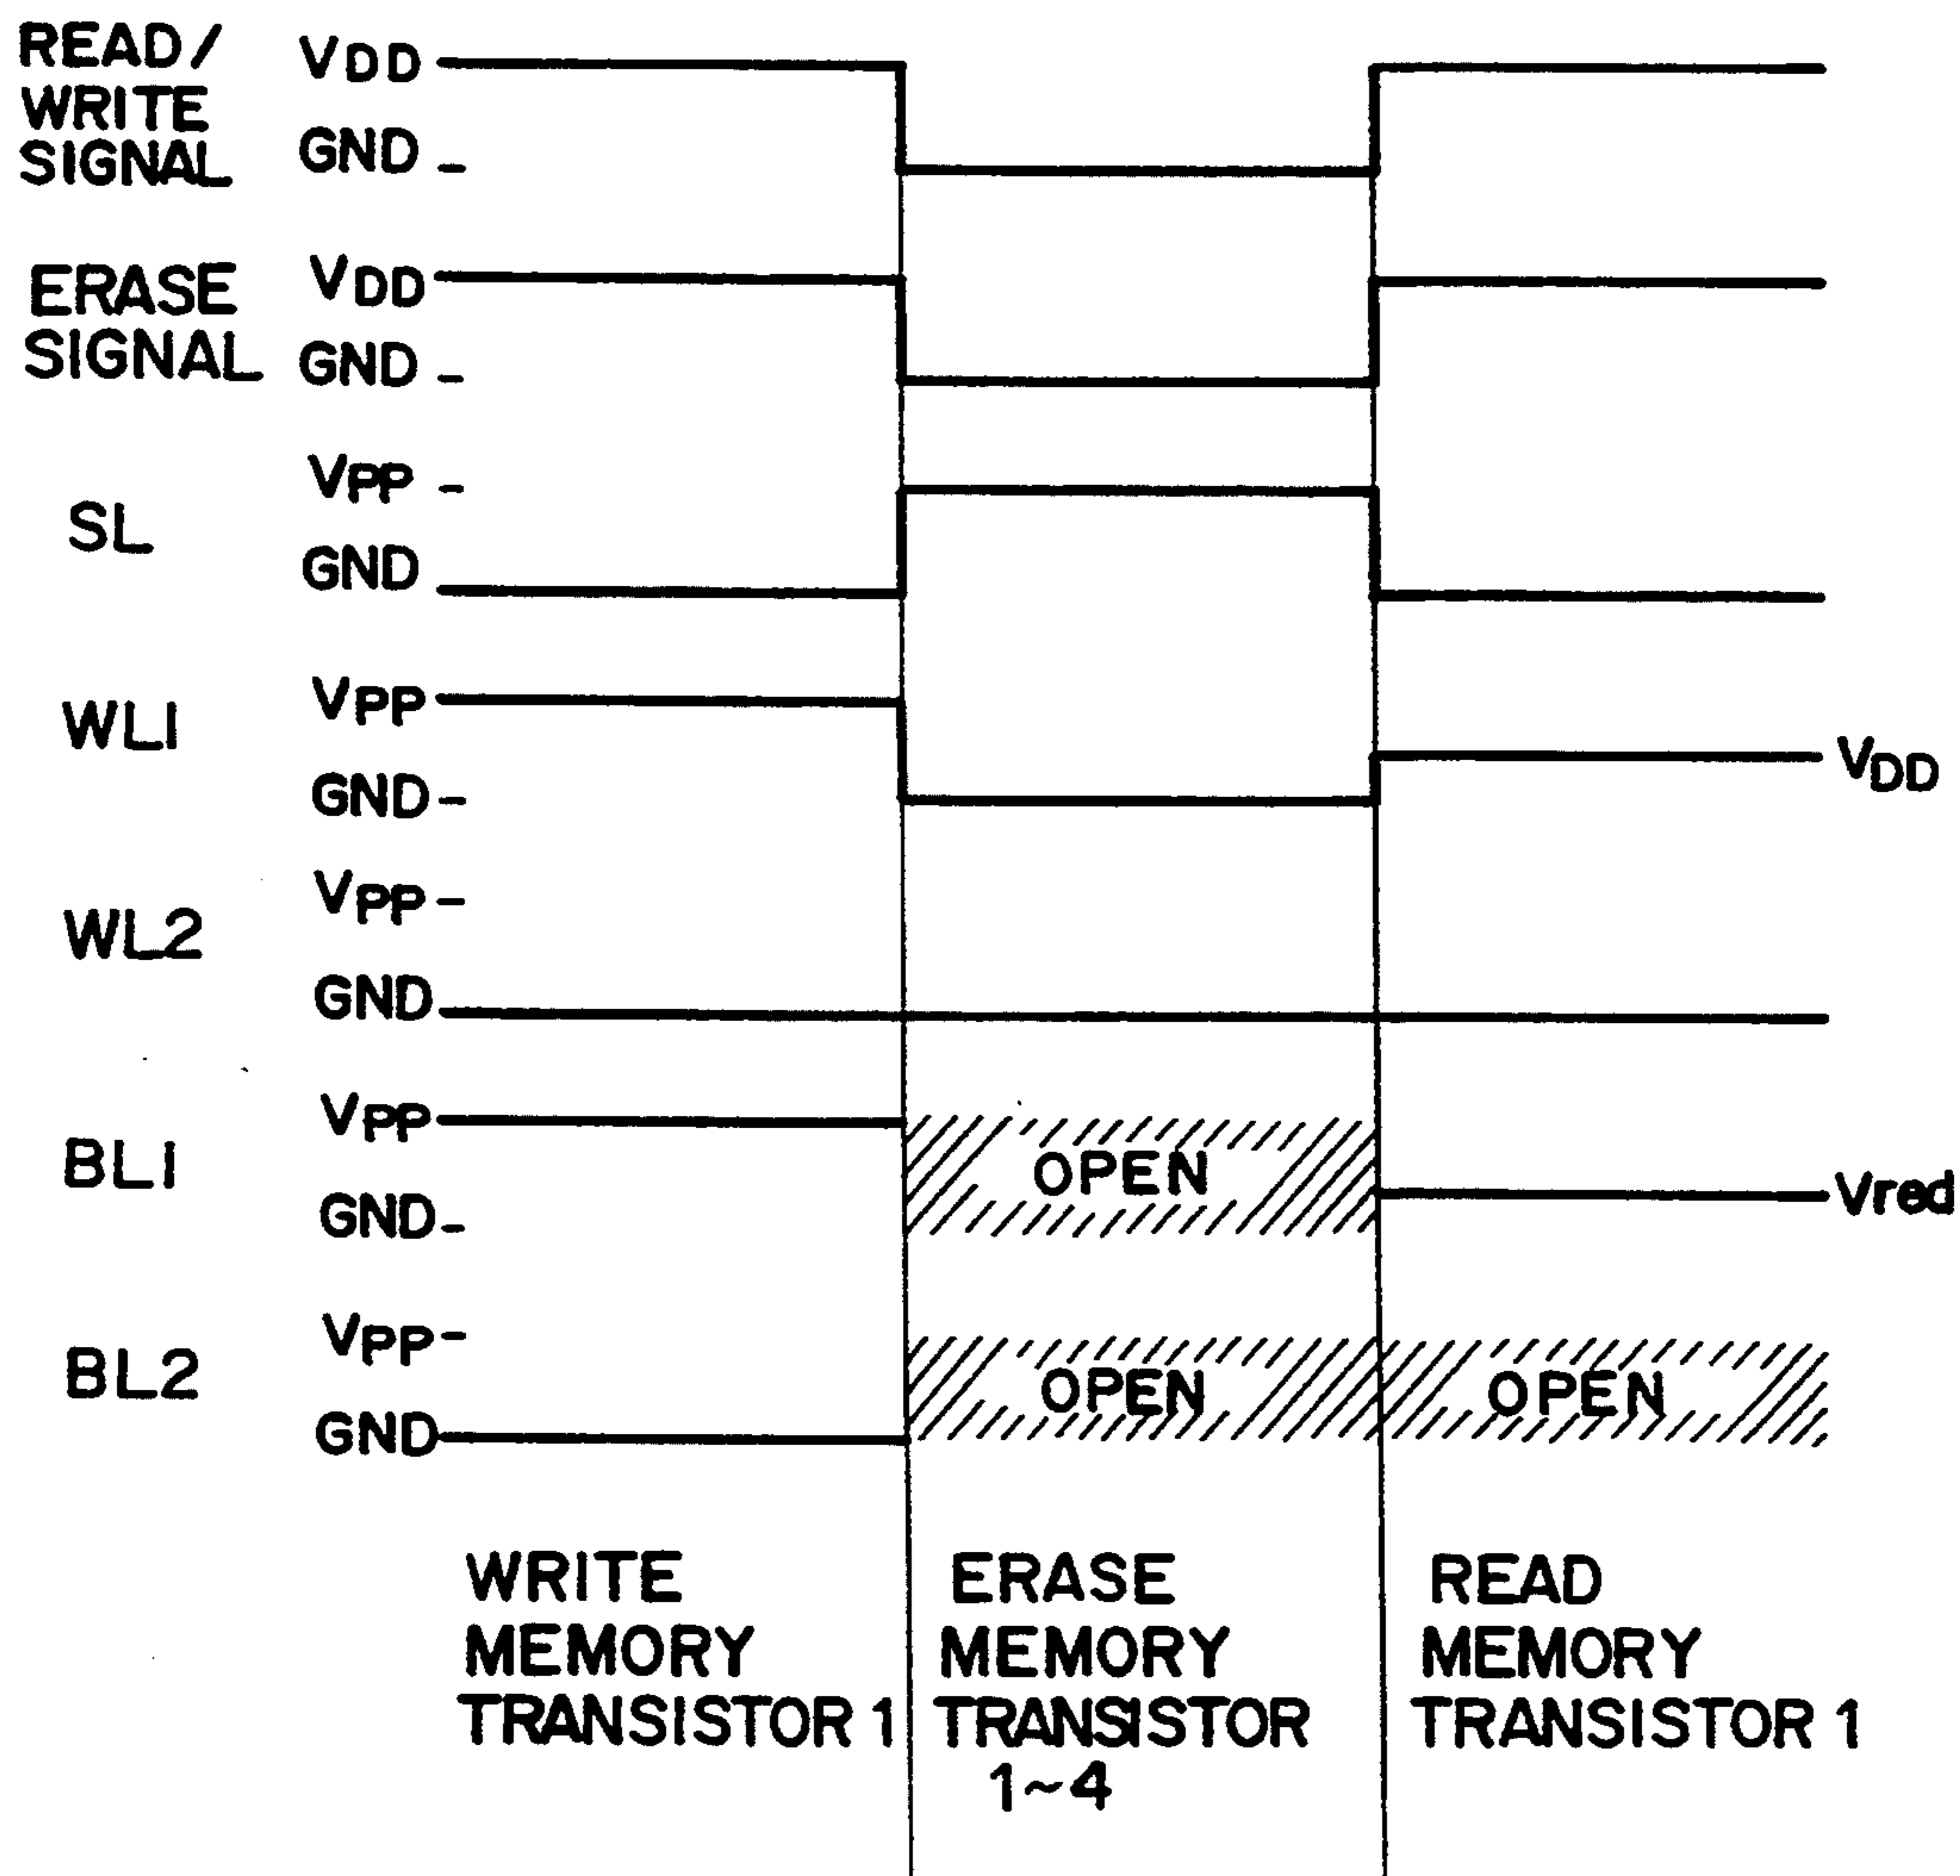 READ/
WRITE
SIGNAL
VDD
GND
ERASE
SIGNAL
VDD
GND
SL
VPP
GND
WL1
VPP
GND
VDD
WL2
VPP
GND
BL1
VPP
GND
OPEN
Vred
BL2
VPP
GND
OPEN
OPEN
WRITE
MEMORY
TRANSISTOR 1
ERASE
MEMORY
TRANSISTOR
1~4
READ
MEMORY
TRANSISTOR 1